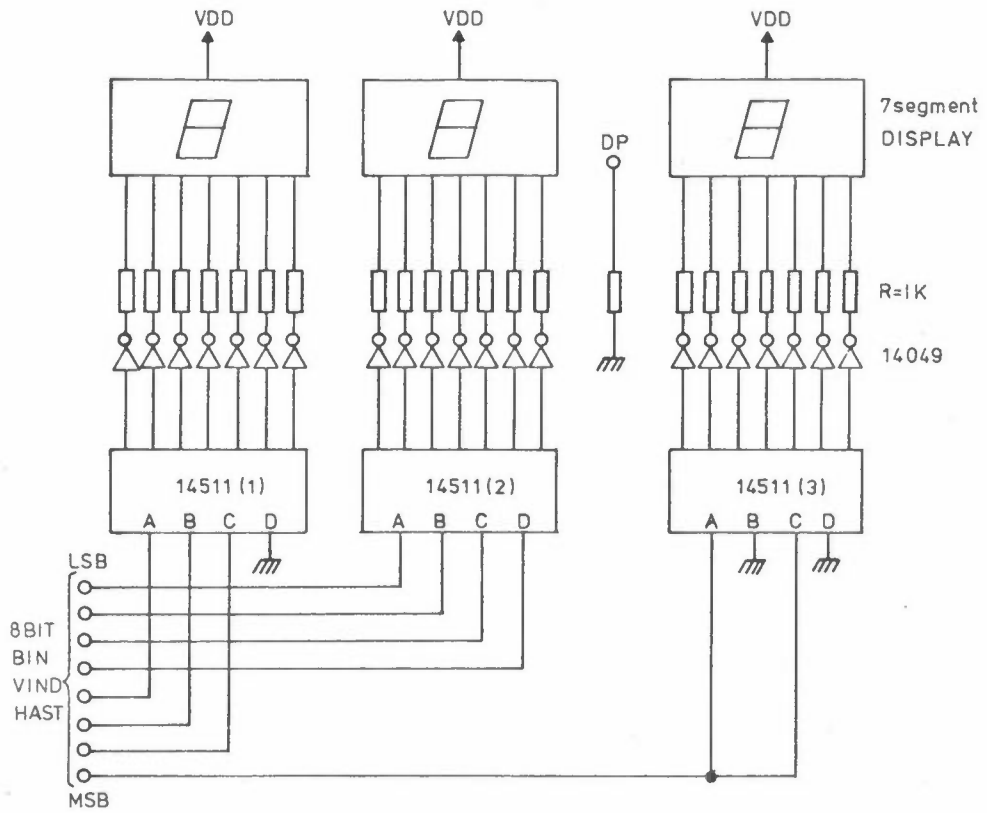 VDD VDD VDD
7segment
DISPLAY
DP
R=1K
14049
14511(1) 14511(2) 14511(3)
A B C D A B C D A B C D
LSB
8BIT
BIN
VIND
HAST
MSB